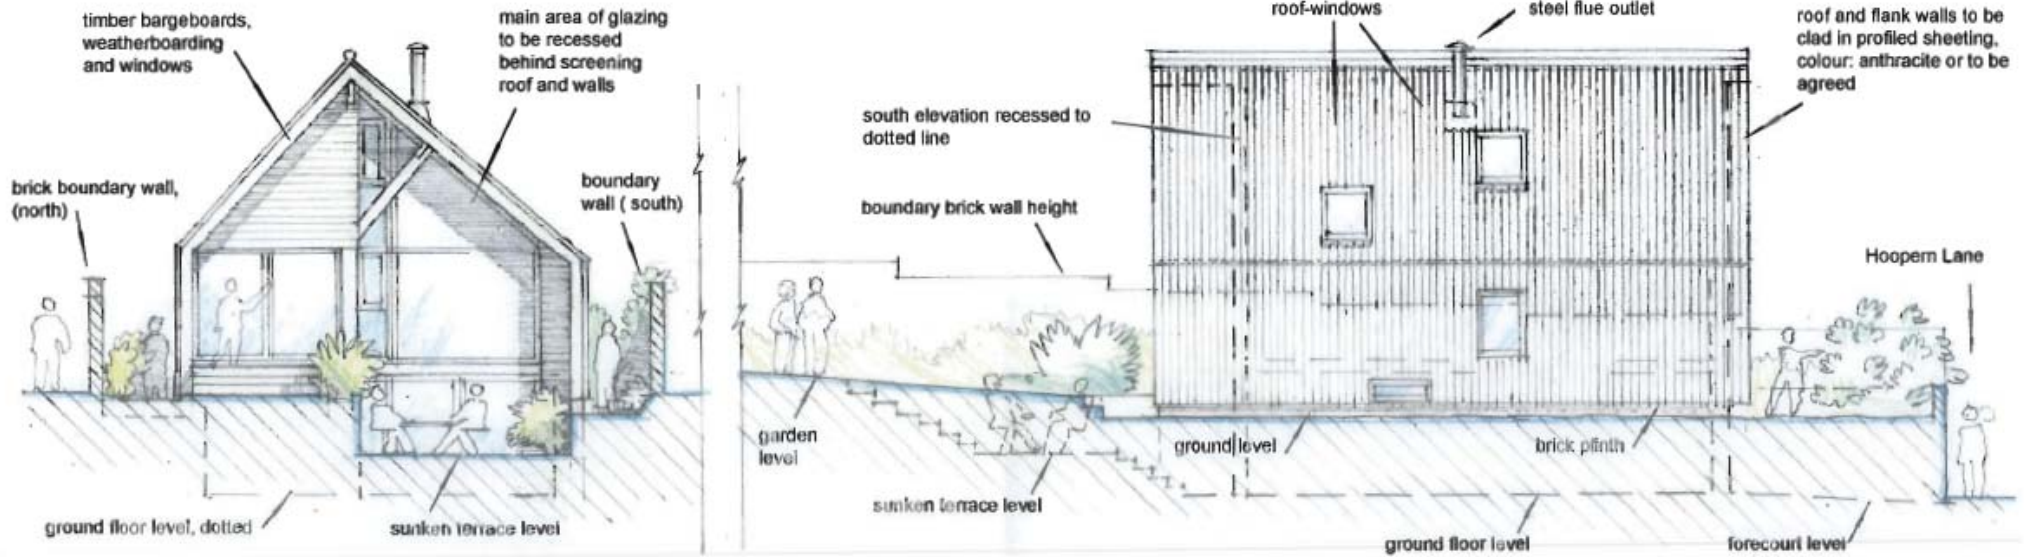 timber bargeboards,
weatherboarding
and windows
main area of glazing
to be recessed
behind screening
roof and walls
brick boundary wall,
(north)
boundary
wall ( south)
ground floor level, dotted
sunken terrace level
roof-windows
steel flue outlet
roof and flank walls to be
clad in profiled sheeting,
colour: anthracite or to be
agreed
south elevation recessed to
dotted line
boundary brick wall height
Hoopern Lane
garden
level
ground level
brick plinth
sunken terrace level
ground floor level
forecourt level